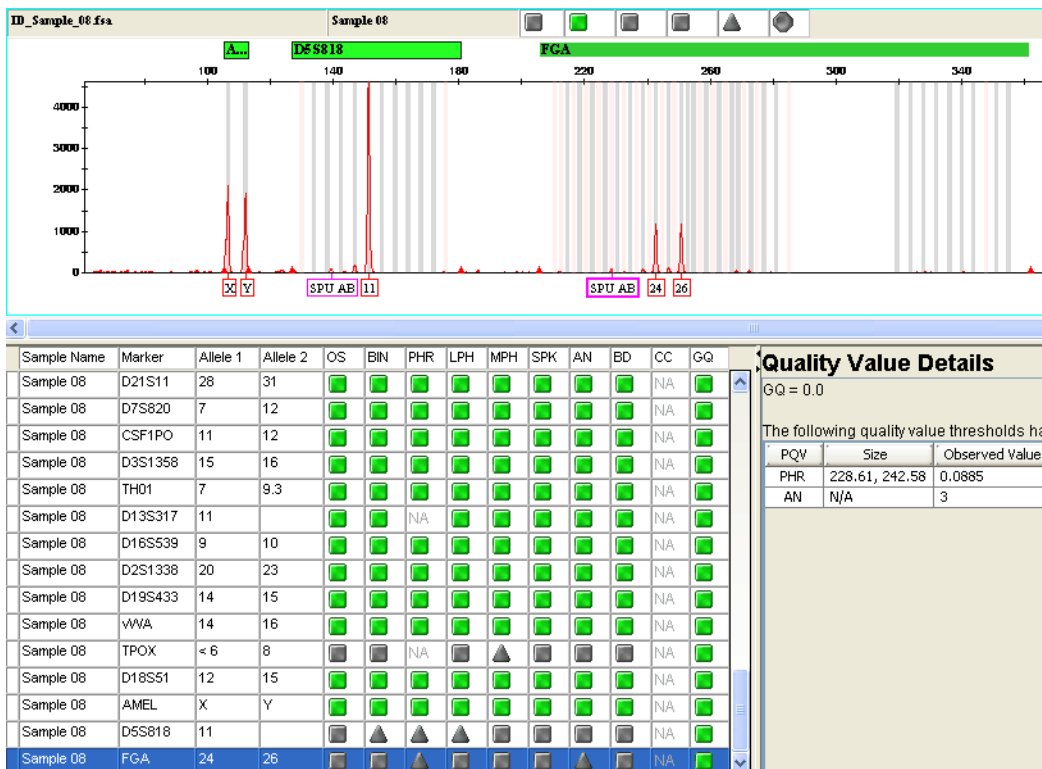 ID_Sample_08.fsa Sample 08
A... D5S818 FGA
100 140 180 220 260 300 340
4000
3000
2000
1000
0
X Y SPU AB 11 SPU AB 24 26
Sample Name Marker Allele 1 Allele 2 OS BIN PHR LPH MPH SPK AN BD CC GQ
Sample 08 D21S11 28 31 NA
Sample 08 D7S820 7 12 NA
Sample 08 CSF1PO 11 12 NA
Sample 08 D3S1358 15 16 NA
Sample 08 TH01 7 9.3 NA
Sample 08 D13S317 11 NA NA
Sample 08 D16S539 9 10 NA
Sample 08 D2S1338 20 23 NA
Sample 08 D19S433 14 15 NA
Sample 08 vWA 14 16 NA
Sample 08 TPOX < 6 8 NA NA
Sample 08 D18S51 12 15 NA
Sample 08 AMEL X Y NA
Sample 08 D5S818 11 NA
Sample 08 FGA 24 26 NA
Quality Value Details
GQ = 0.0
The following quality value thresholds ha
PQV Size Observed Value
PHR 228.61, 242.58 0.0885
AN N/A 3